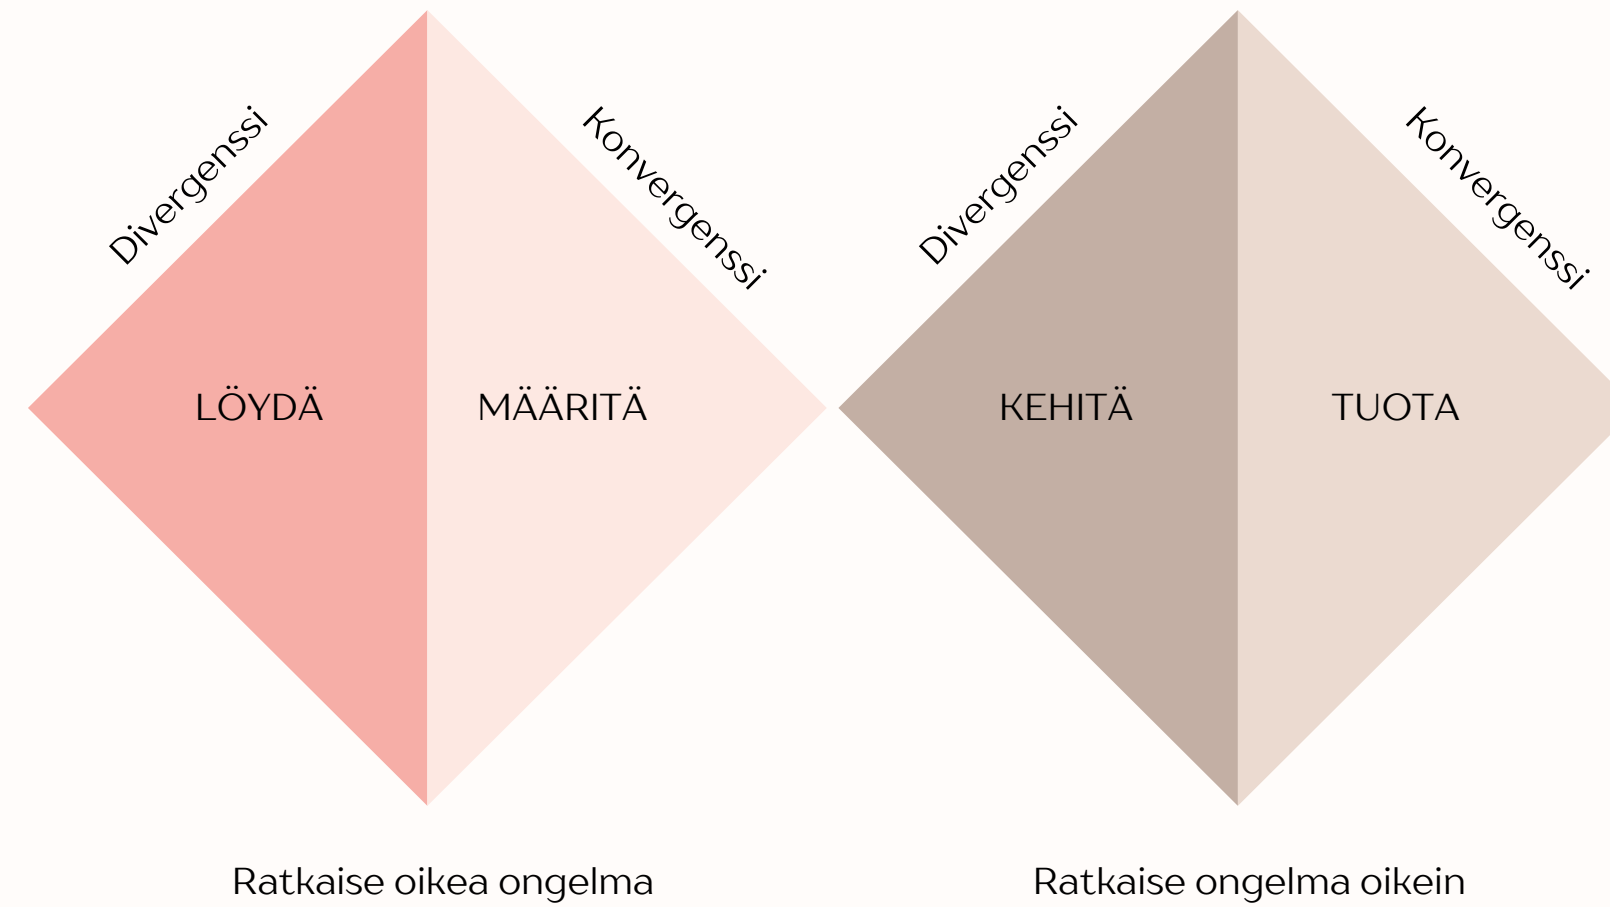 Divergenssi
Konvergenssi
Divergenssi
Konvergenssi
LÖYDÄ
MÄÄRITÄ
KEHITÄ
TUOTA
Ratkaise oikea ongelma
Ratkaise ongelma oikein